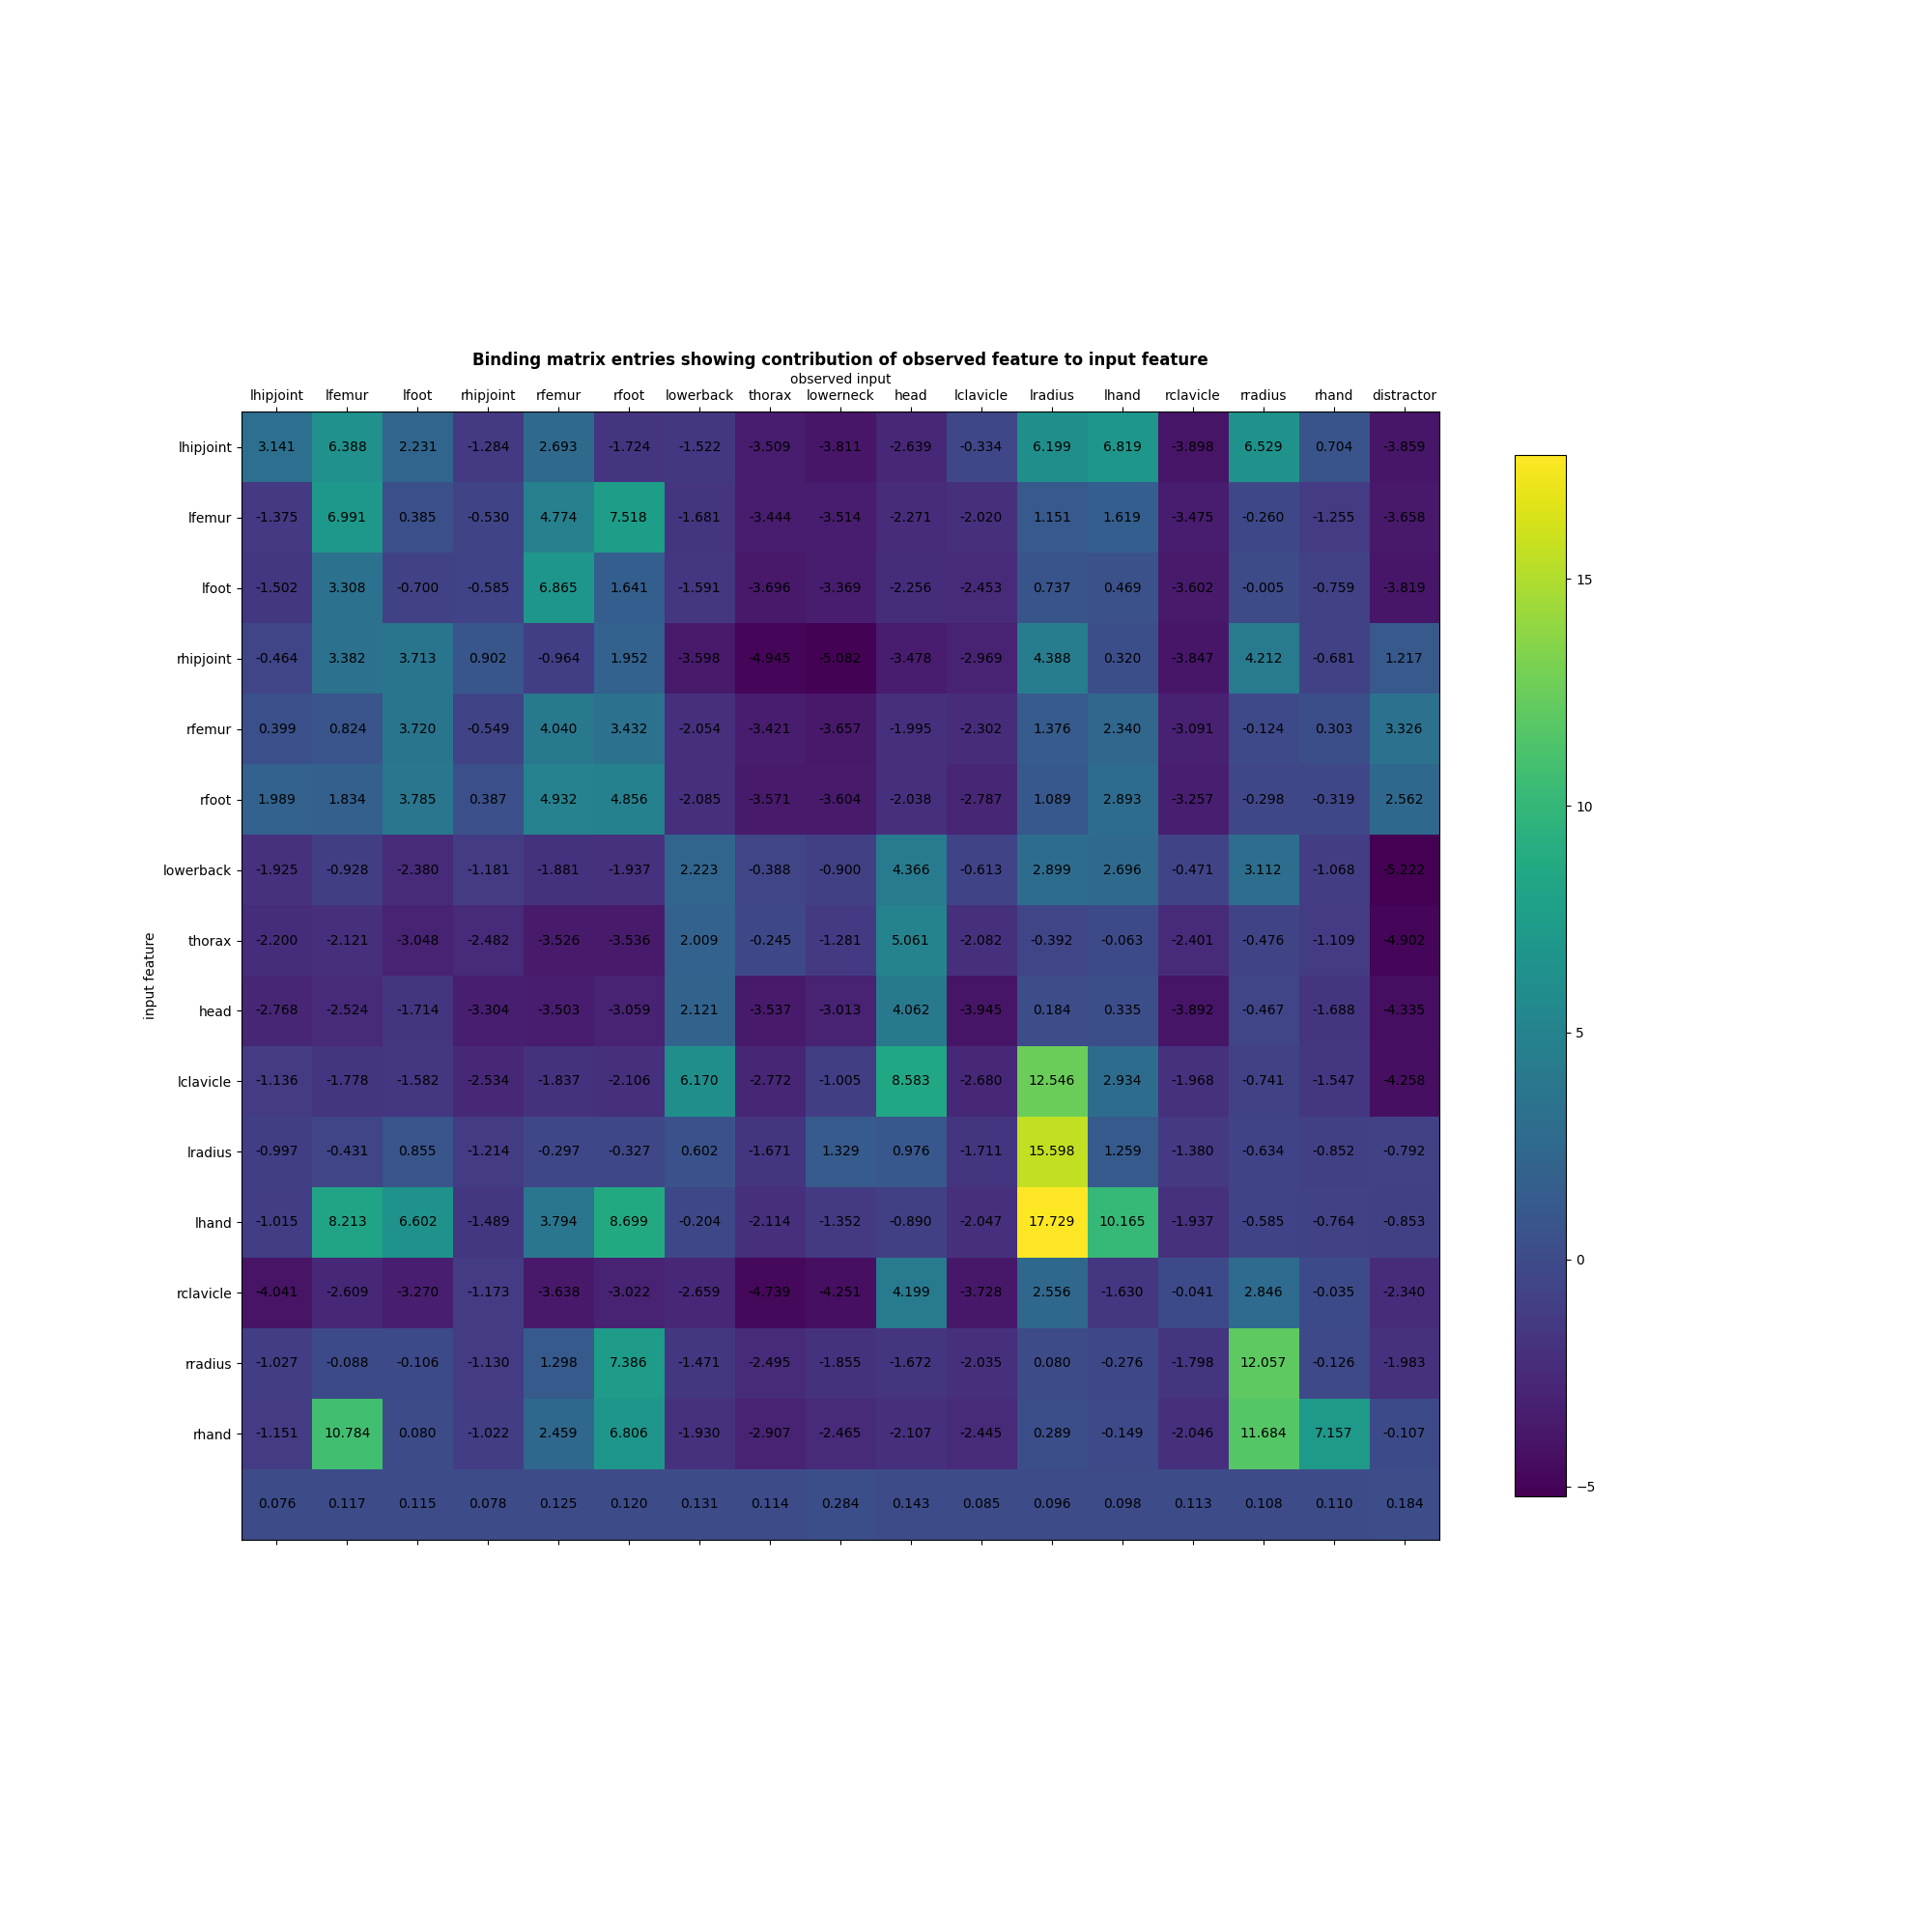 Binding matrix entries showing contribution of observed feature to input feature
observed input
lhipjoint lfemur lfoot rhipjoint rfemur rfoot lowerback thorax lowerneck head lclavicle lradius lhand rclavicle rradius rhand distractor
lhipjoint 3.141 6.388 2.231 -1.284 2.693 -1.724 -1.522 -3.509 -3.811 -2.639 -0.334 6.199 6.819 -3.898 6.529 0.704 -3.859
lfemur -1.375 6.991 0.385 -0.530 4.774 7.518 -1.681 -3.444 -3.514 -2.271 -2.020 1.151 1.619 -3.475 -0.260 -1.255 -3.658
lfoot -1.502 3.308 -0.700 -0.585 6.865 1.641 -1.591 -3.696 -3.369 -2.256 -2.453 0.737 0.469 -3.602 -0.005 -0.759 -3.819
rhipjoint -0.464 3.382 3.713 0.902 -0.964 1.952 -3.598 -4.945 -5.082 -3.478 -2.969 4.388 0.320 -3.847 4.212 -0.681 1.217
rfemur 0.399 0.824 3.720 -0.549 4.040 3.432 -2.054 -3.421 -3.657 -1.995 -2.302 1.376 2.340 -3.091 -0.124 0.303 3.326
rfoot 1.989 1.834 3.785 0.387 4.932 4.856 -2.085 -3.571 -3.604 -2.038 -2.787 1.089 2.893 -3.257 -0.298 -0.319 2.562
lowerback -1.925 -0.928 -2.380 -1.181 -1.881 -1.937 2.223 -0.388 -0.900 4.366 -0.613 2.899 2.696 -0.471 3.112 -1.068 -5.222
thorax -2.200 -2.121 -3.048 -2.482 -3.526 -3.536 2.009 -0.245 -1.281 5.061 -2.082 -0.392 -0.063 -2.401 -0.476 -1.109 -4.902
head -2.768 -2.524 -1.714 -3.304 -3.503 -3.059 2.121 -3.537 -3.013 4.062 -3.945 0.184 0.335 -3.892 -0.467 -1.688 -4.335
lclavicle -1.136 -1.778 -1.582 -2.534 -1.837 -2.106 6.170 -2.772 -1.005 8.583 -2.680 12.546 2.934 -1.968 -0.741 -1.547 -4.258
lradius -0.997 -0.431 0.855 -1.214 -0.297 -0.327 0.602 -1.671 1.329 0.976 -1.711 15.598 1.259 -1.380 -0.634 -0.852 -0.792
lhand -1.015 8.213 6.602 -1.489 3.794 8.699 -0.204 -2.114 -1.352 -0.890 -2.047 17.729 10.165 -1.937 -0.585 -0.764 -0.853
rclavicle -4.041 -2.609 -3.270 -1.173 -3.638 -3.022 -2.659 -4.739 -4.251 4.199 -3.728 2.556 -1.630 -0.041 2.846 -0.035 -2.340
rradius -1.027 -0.088 -0.106 -1.130 1.298 7.386 -1.471 -2.495 -1.855 -1.672 -2.035 0.080 -0.276 -1.798 12.057 -0.126 -1.983
rhand -1.151 10.784 0.080 -1.022 2.459 6.806 -1.930 -2.907 -2.465 -2.107 -2.445 0.289 -0.149 -2.046 11.684 7.157 -0.107
0.076 0.117 0.115 0.078 0.125 0.120 0.131 0.114 0.284 0.143 0.085 0.096 0.098 0.113 0.108 0.110 0.184
input feature
15
10
5
0
−5